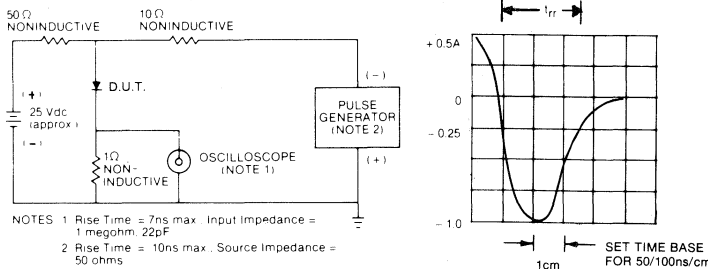 50 Ω
NONINDUCTIVE
10 Ω
NONINDUCTIVE
(+)
25 Vdc
(approx)
(−)
D.U.T.
1Ω
NON-
INDUCTIVE
OSCILLOSCOPE
(NOTE 1)
(−)
PULSE
GENERATOR
(NOTE 2)
(+)
NOTES 1 Rise Time = 7ns max. Input Impedance =
1 megohm. 22pF
2 Rise Time = 10ns max. Source Impedance =
50 ohms
trr
+ 0.5A
0
− 0.25
− 1.0
1cm
SET TIME BASE
FOR 50/100ns/cm